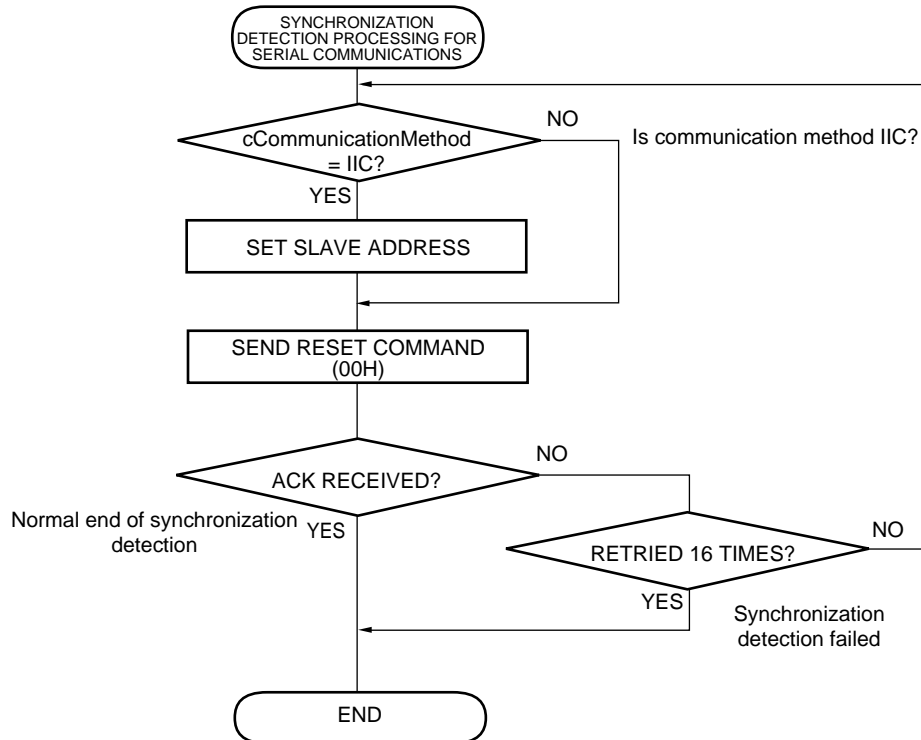 SYNCHRONIZATION
DETECTION PROCESSING FOR
SERIAL COMMUNICATIONS
cCommunicationMethod
= IIC?
NO
Is communication method IIC?
YES
SET SLAVE ADDRESS
SEND RESET COMMAND
(00H)
ACK RECEIVED?
NO
Normal end of synchronization
detection
YES
RETRIED 16 TIMES?
NO
YES
Synchronization
detection failed
END